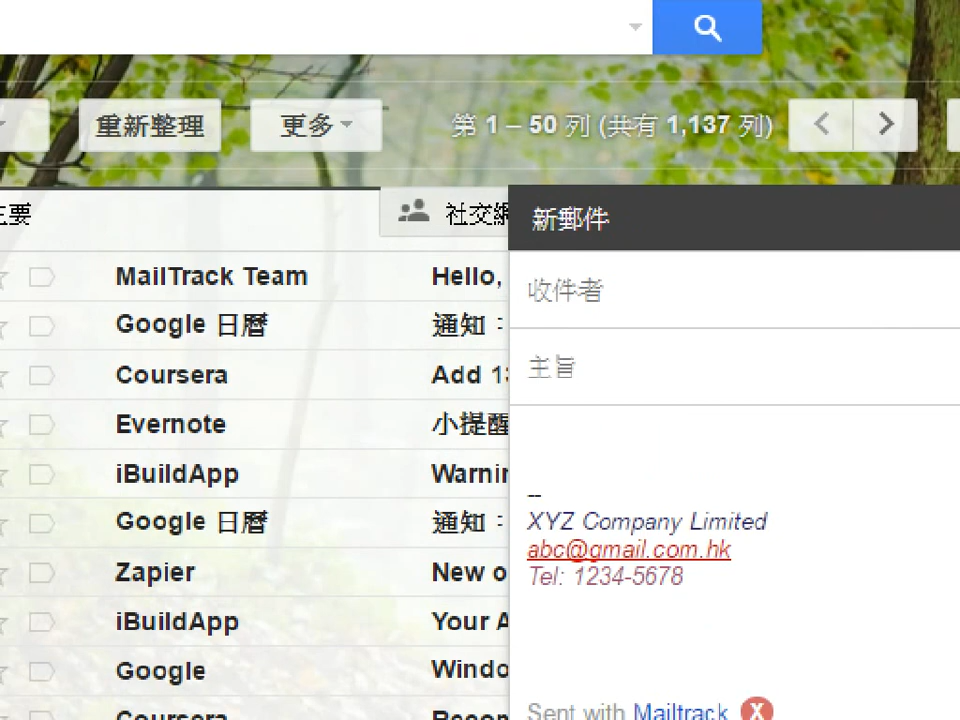 重新整理 更多 第 1 – 50 列 (共有 1,137 列)
主要 社交網
新郵件
收件者
主旨
MailTrack Team Hello,
Google 日曆 通知：
Coursera Add
Evernote 小提醒
iBuildApp Warnin
Google 日曆 通知：
Zapier New o
iBuildApp Your A
Google Windo
Coursera Recom
--
XYZ Company Limited
abc@gmail.com.hk
Tel: 1234-5678
Sent with Mailtrack X